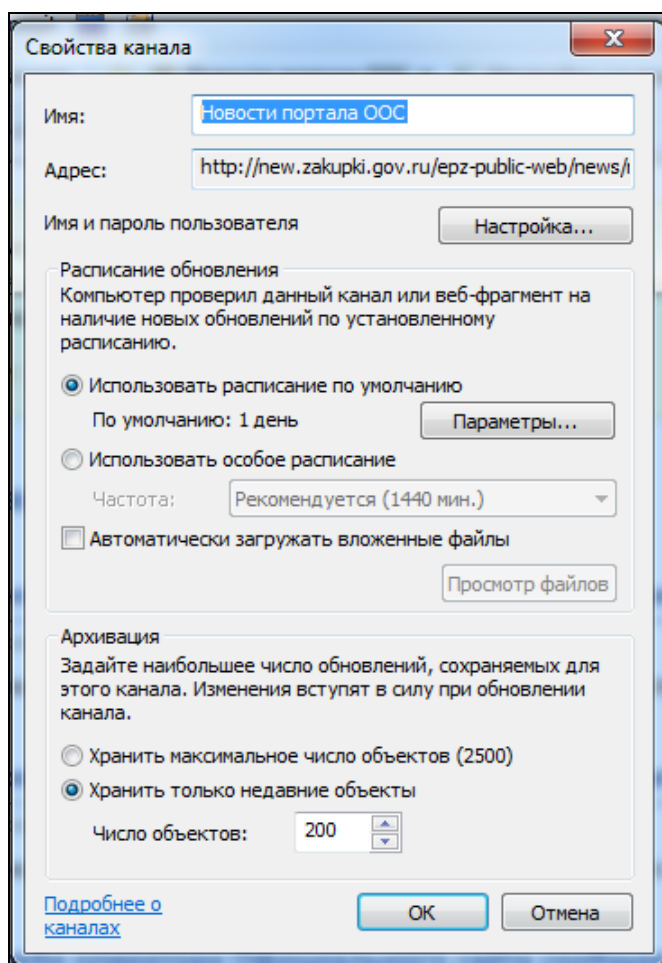 Свойства канала
Имя:
Новости портала ООС
Адрес:
http://new.zakupki.gov.ru/epz-public-web/news/
Имя и пароль пользователя
Настройка...
Расписание обновления
Компьютер проверил данный канал или веб-фрагмент на
наличие новых обновлений по установленному
расписанию.
Использовать расписание по умолчанию
По умолчанию: 1 день
Параметры...
Использовать особое расписание
Частота:
Рекомендуется (1440 мин.)
Автоматически загружать вложенные файлы
Просмотр файлов
Архивация
Задайте наибольшее число обновлений, сохраняемых для
этого канала. Изменения вступят в силу при обновлении
канала.
Хранить максимальное число объектов (2500)
Хранить только недавние объекты
Число объектов:
200
Подробнее о
каналах
ОК
Отмена